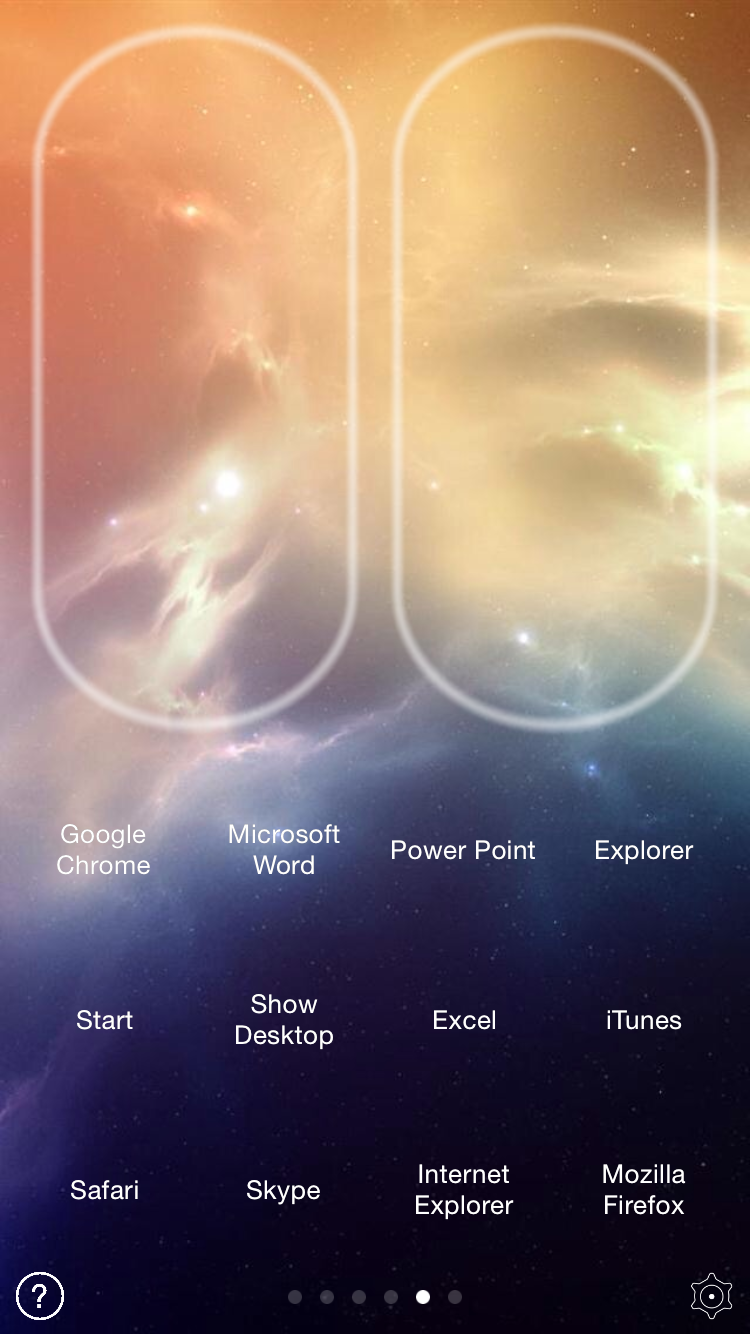 Google
Chrome
Microsoft
Word
Power Point
Explorer
Start
Show
Desktop
Excel
iTunes
Safari
Skype
Internet
Explorer
Mozilla
Firefox
?